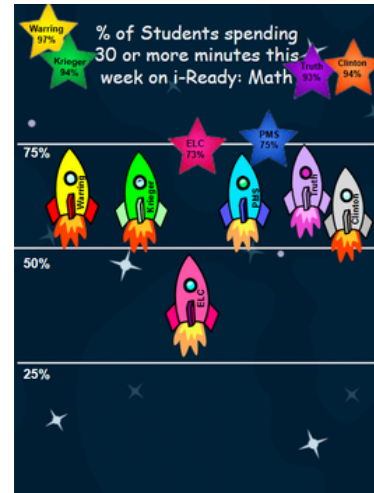 Warring
97%
Krieger
94%
% of Students spending
30 or more minutes this
week on i-Ready: Math
Truth
93%
Clinton
94%
ELC
73%
PMS
75%
75%
Warring
Krieger
PMS
Truth
Clinton
50%
ELC
25%